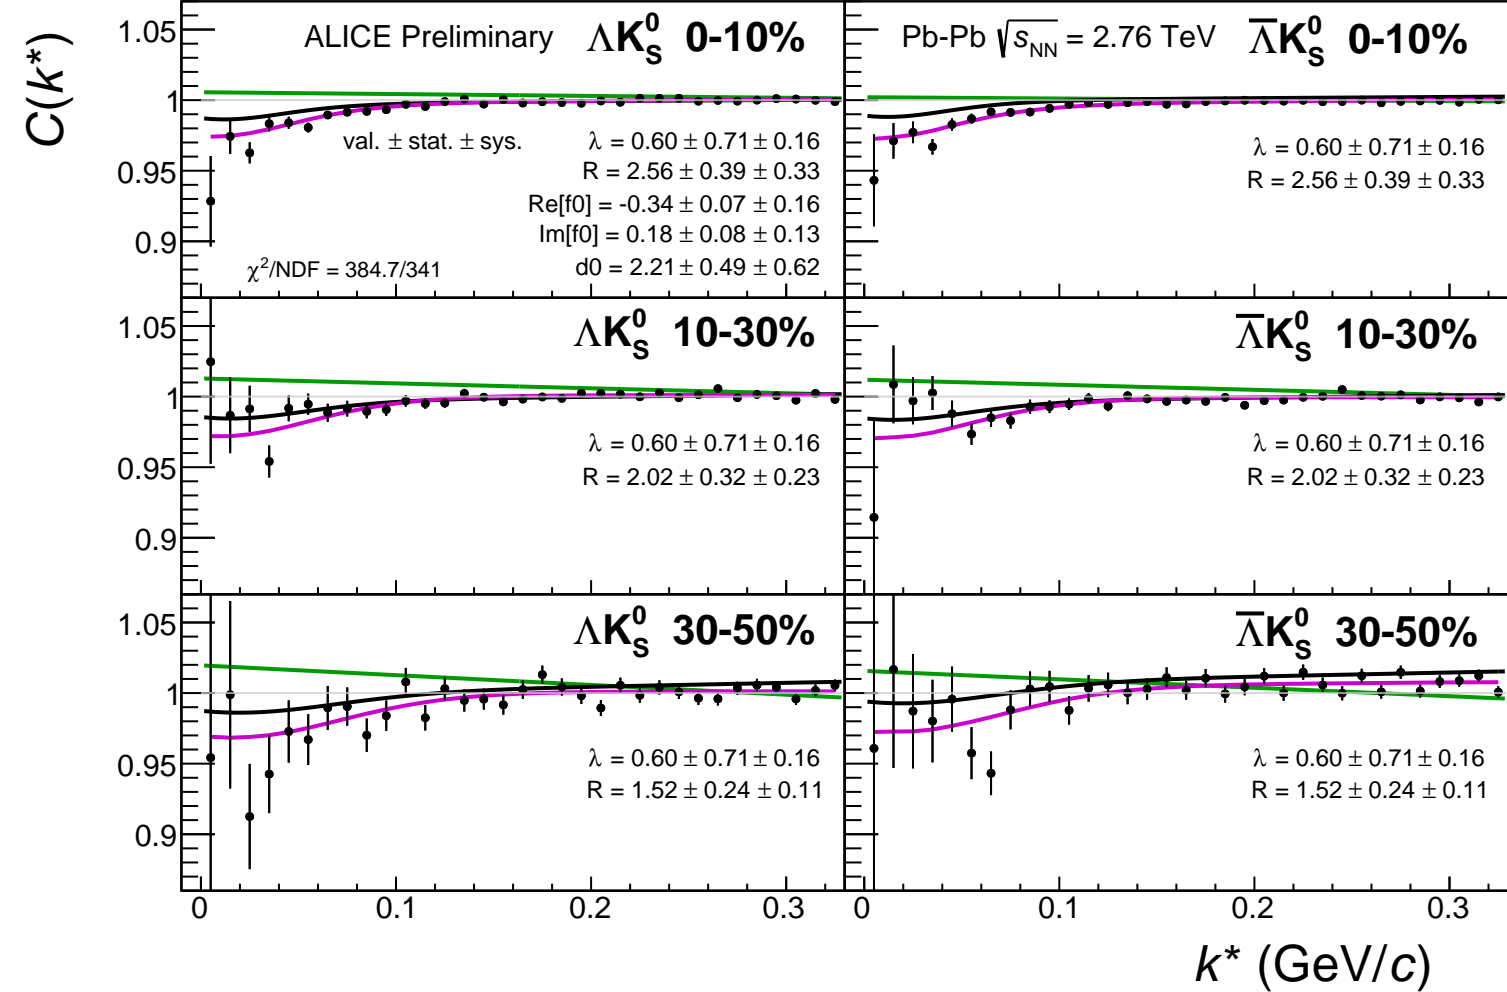 C(k*)
ALICE Preliminary ΛK⁰S 0-10%
val. ± stat. ± sys.
λ = 0.60 ± 0.71 ± 0.16
R = 2.56 ± 0.39 ± 0.33
Re[f0] = -0.34 ± 0.07 ± 0.16
Im[f0] = 0.18 ± 0.08 ± 0.13
d0 = 2.21 ± 0.49 ± 0.62
χ²/NDF = 384.7/341
1.05
1
0.95
0.9
Pb-Pb √sNN = 2.76 TeV Λ̅K⁰S 0-10%
λ = 0.60 ± 0.71 ± 0.16
R = 2.56 ± 0.39 ± 0.33
ΛK⁰S 10-30%
λ = 0.60 ± 0.71 ± 0.16
R = 2.02 ± 0.32 ± 0.23
1.05
1
0.95
0.9
Λ̅K⁰S 10-30%
λ = 0.60 ± 0.71 ± 0.16
R = 2.02 ± 0.32 ± 0.23
ΛK⁰S 30-50%
λ = 0.60 ± 0.71 ± 0.16
R = 1.52 ± 0.24 ± 0.11
1.05
1
0.95
0.9
Λ̅K⁰S 30-50%
λ = 0.60 ± 0.71 ± 0.16
R = 1.52 ± 0.24 ± 0.11
0 0.1 0.2 0.3
0 0.1 0.2 0.3
k* (GeV/c)